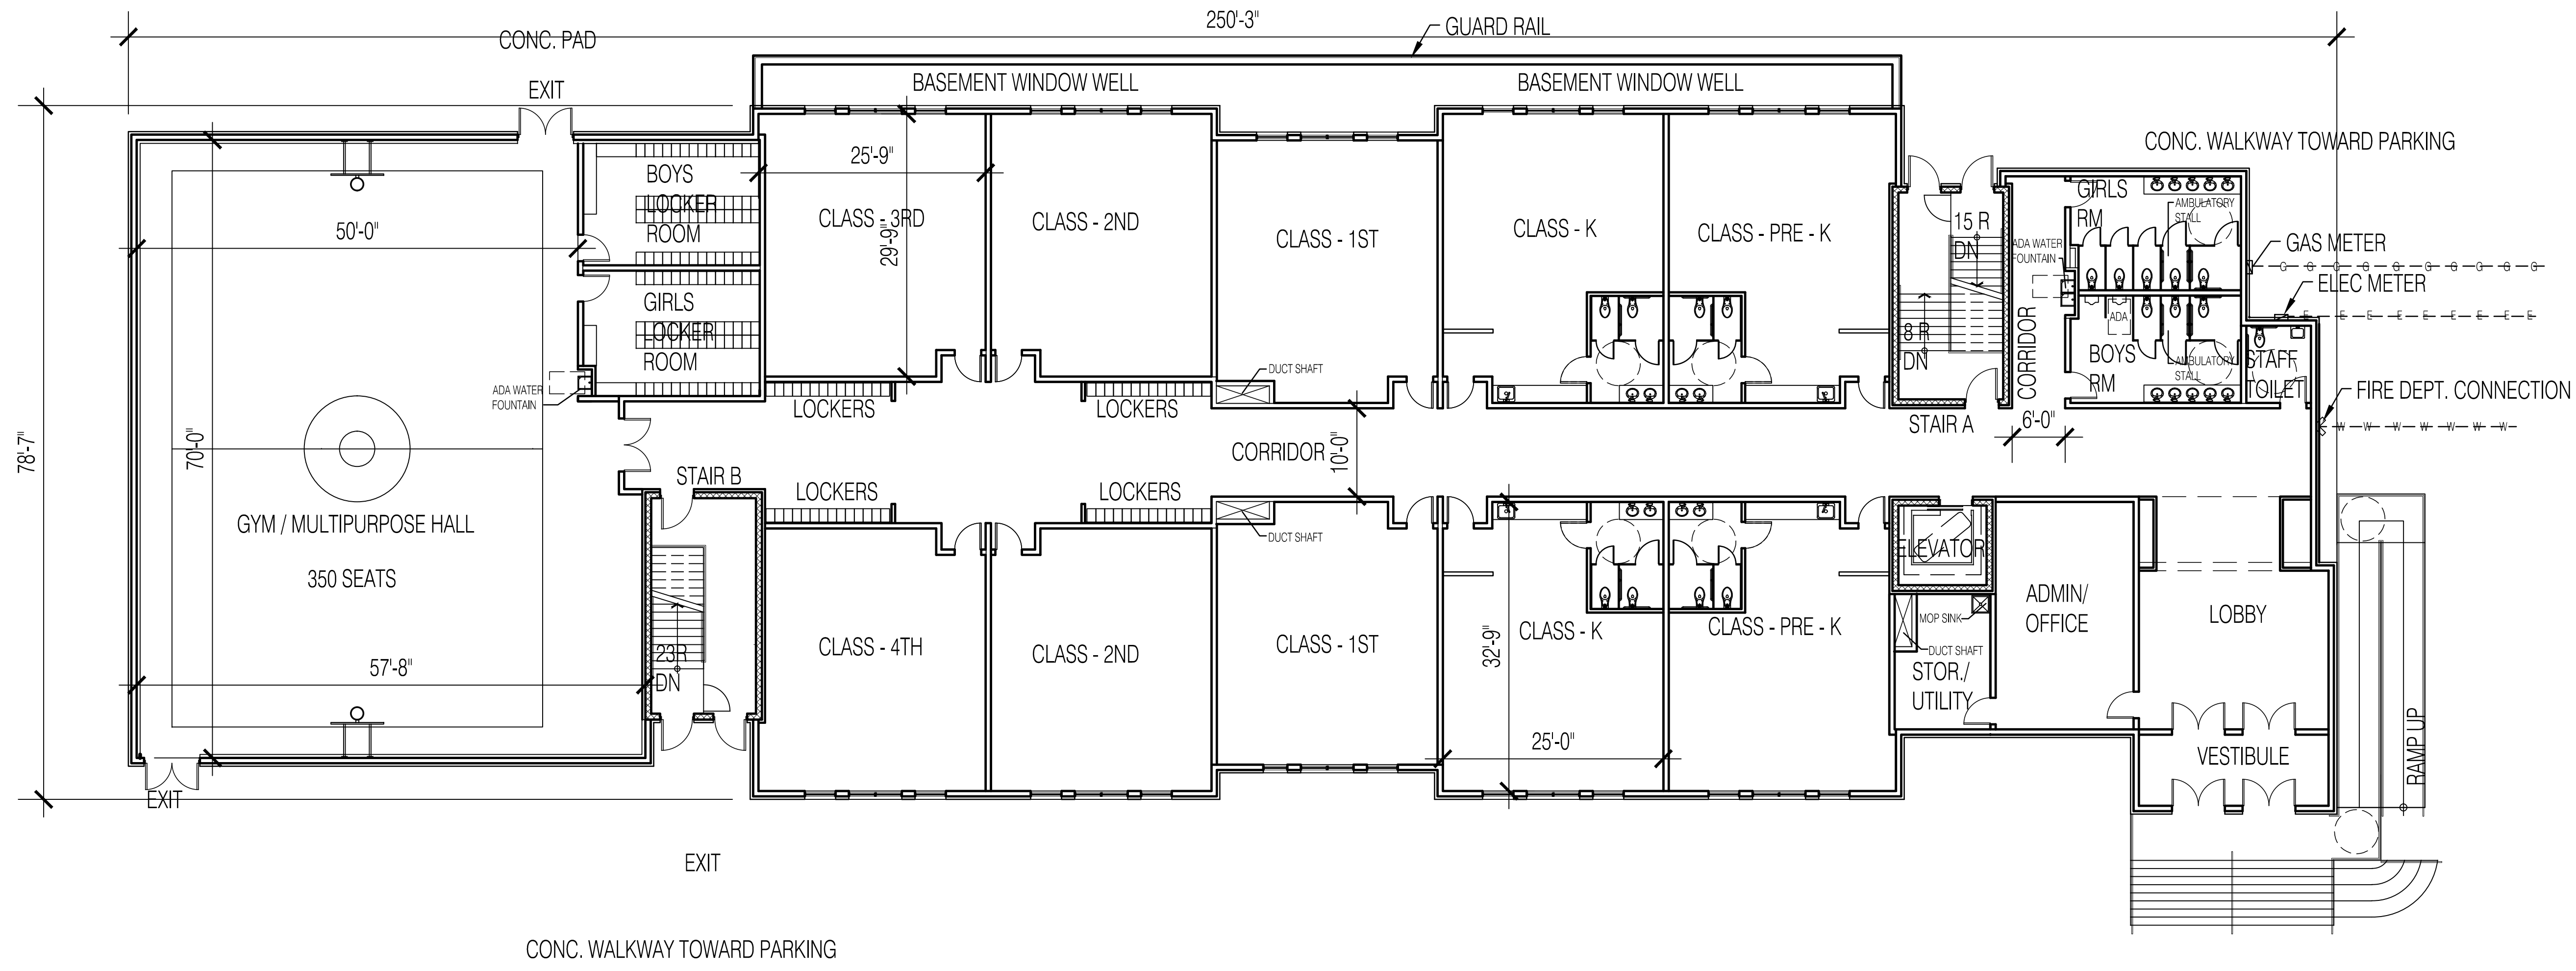 250'-3"
GUARD RAIL
CONC. PAD
BASEMENT WINDOW WELL
BASEMENT WINDOW WELL
EXIT
CONC. WALKWAY TOWARD PARKING
25'-9"
BOYS
LOCKER
ROOM
GIRLS
RM
AMBULATORY
STALL
CLASS - 3RD
CLASS - 2ND
CLASS - 1ST
CLASS - K
CLASS - PRE - K
15 R
DN
50'-0"
29'-9"
ADA WATER
FOUNTAIN
GAS METER
G G G G G G G G G G
ELEC METER
E E E E E E E E E
GIRLS
LOCKER
ROOM
8 R
DN
CORRIDOR
ADA
BOYS
RM
AMBULATORY
STALL
STAFF
TOILET
DUCT SHAFT
ADA WATER
FOUNTAIN
FIRE DEPT. CONNECTION
LOCKERS
LOCKERS
STAIR A
6'-0"
W W W W W W W
78'-7"
70'-0"
CORRIDOR
10'-0"
STAIR B
LOCKERS
LOCKERS
GYM / MULTIPURPOSE HALL
350 SEATS
DUCT SHAFT
ELEVATOR
ADMIN/
OFFICE
LOBBY
MOP SINK
CLASS - 4TH
CLASS - 2ND
CLASS - 1ST
CLASS - K
CLASS - PRE - K
32'-9"
DUCT SHAFT
STOR./
UTILITY
57'-8"
23R
DN
25'-0"
VESTIBULE
RAMP UP
EXIT
EXIT
CONC. WALKWAY TOWARD PARKING